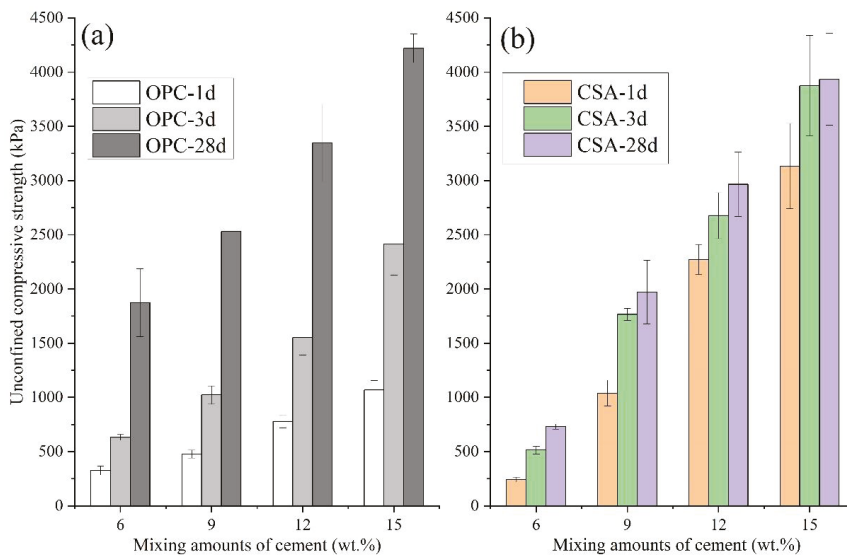 (a)
OPC-1d
OPC-3d
OPC-28d
Unconfined compressive strength (kPa)
4500
4000
3500
3000
2500
2000
1500
1000
500
0
6 9 12 15
Mixing amounts of cement (wt.%)
(b)
CSA-1d
CSA-3d
CSA-28d
4500
4000
3500
3000
2500
2000
1500
1000
500
0
6 9 12 15
Mixing amounts of cement (wt.%)